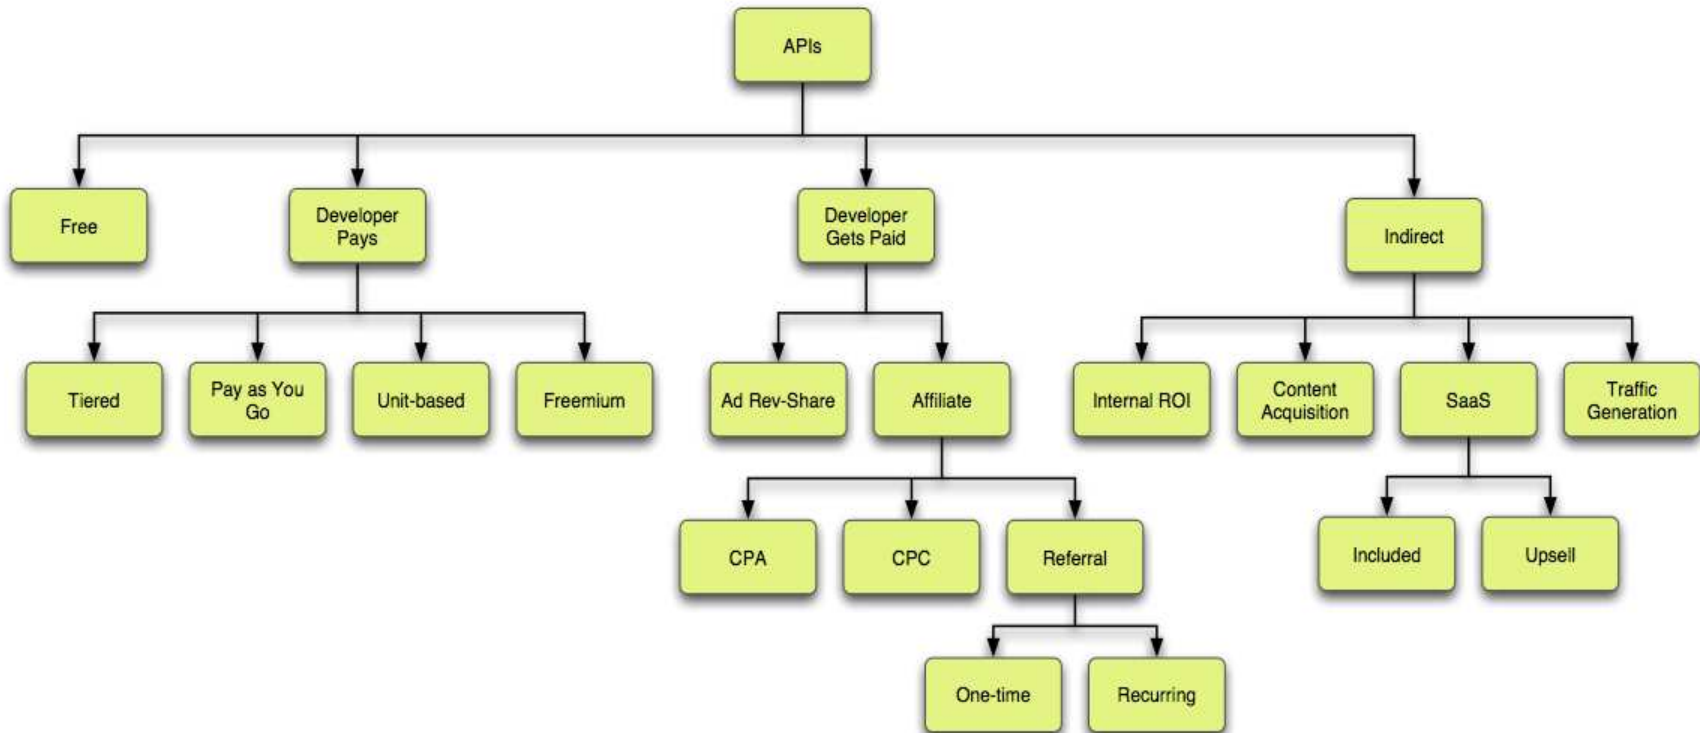 APIs
Free
Developer
Pays
Developer
Gets Paid
Indirect
Tiered
Pay as You
Go
Unit-based
Freemium
Ad Rev-Share
Affiliate
Internal ROI
Content
Acquisition
SaaS
Traffic
Generation
CPA
CPC
Referral
Included
Upsell
One-time
Recurring